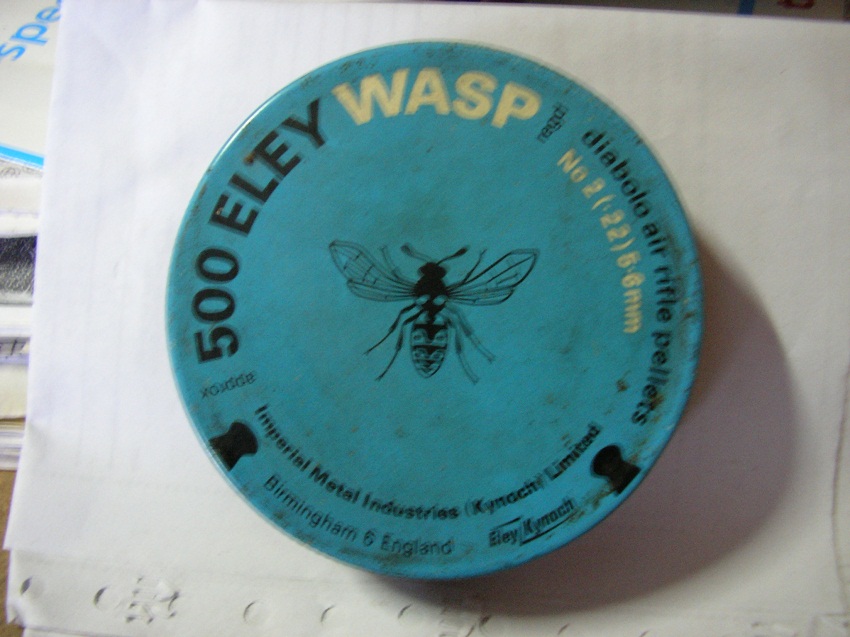 spe
500 ELEY WASP regd
diabolo air rifle pellets
No 2 (·22) 5·6mm
Imperial Metal Industries (Kynoch) Limited
Birmingham 6 England
Eley Kynoch